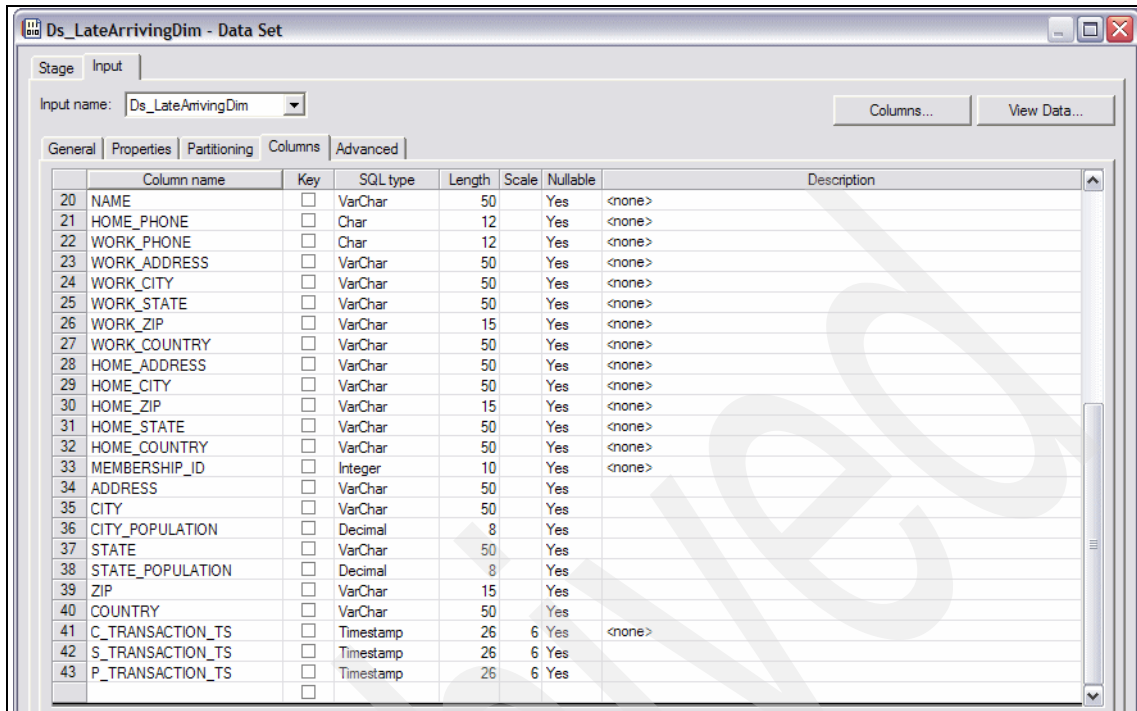 Ds_LateArrivingDim - Data Set
Stage Input
Input name: Ds_LateArrivingDim Columns... View Data...
General Properties Partitioning Columns Advanced
Column name Key SQL type Length Scale Nullable Description
20 NAME VarChar 50 Yes <none>
21 HOME_PHONE Char 12 Yes <none>
22 WORK_PHONE Char 12 Yes <none>
23 WORK_ADDRESS VarChar 50 Yes <none>
24 WORK_CITY VarChar 50 Yes <none>
25 WORK_STATE VarChar 50 Yes <none>
26 WORK_ZIP VarChar 15 Yes <none>
27 WORK_COUNTRY VarChar 50 Yes <none>
28 HOME_ADDRESS VarChar 50 Yes <none>
29 HOME_CITY VarChar 50 Yes <none>
30 HOME_ZIP VarChar 15 Yes <none>
31 HOME_STATE VarChar 50 Yes <none>
32 HOME_COUNTRY VarChar 50 Yes <none>
33 MEMBERSHIP_ID Integer 10 Yes <none>
34 ADDRESS VarChar 50 Yes
35 CITY VarChar 50 Yes
36 CITY_POPULATION Decimal 8 Yes
37 STATE VarChar 50 Yes
38 STATE_POPULATION Decimal 8 Yes
39 ZIP VarChar 15 Yes
40 COUNTRY VarChar 50 Yes
41 C_TRANSACTION_TS Timestamp 26 6 Yes <none>
42 S_TRANSACTION_TS Timestamp 26 6 Yes
43 P_TRANSACTION_TS Timestamp 26 6 Yes
hived